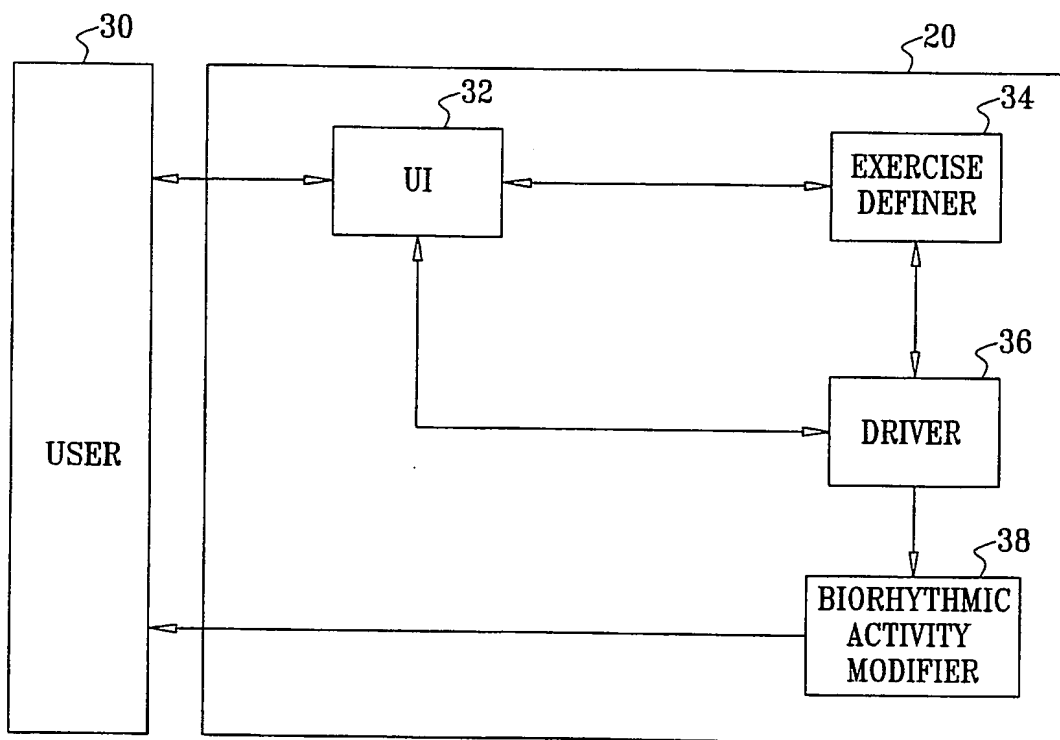 30
20
32
34
UI
EXERCISE
DEFINER
36
USER
DRIVER
38
BIORHYTHMIC
ACTIVITY
MODIFIER